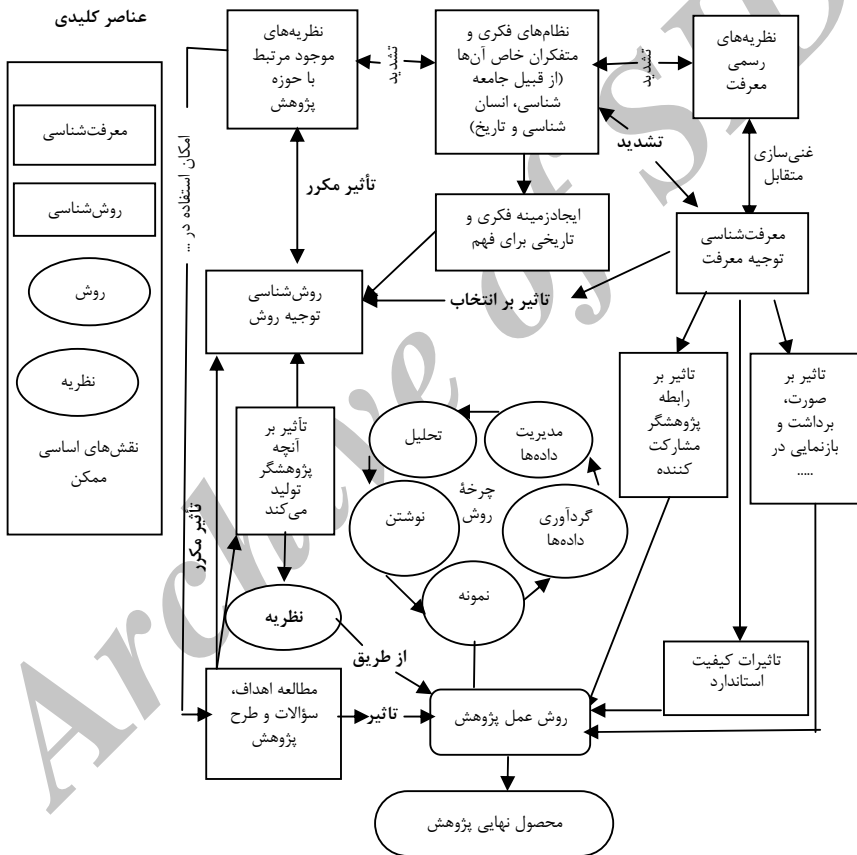 عناصر کلیدی
معرفت‌شناسی
روش‌شناسی
روش
نظریه
نقش‌های اساسی
ممکن
نظریه‌های
رسمی
معرفت
تشدید
نظام‌های فکری و
متفکران خاص آن‌ها
(از قبیل جامعه
شناسی، انسان
شناسی و تاریخ)
تشدید
نظریه‌های
موجود مرتبط
با حوزه
پژوهش
امکان استفاده در ...
تشدید
غنی‌سازی
متقابل
تأثیر مکرر
ایجادزمینه فکری و
تاریخی برای فهم
معرفت‌شناسی
توجیه معرفت
تاثیر بر انتخاب
روش‌شناسی
توجیه روش
تاثیر بر
صورت،
برداشت و
بازنمایی در
.....
تاثیر بر
رابطه
پژوهشگر
مشارکت
کننده
مدیریت
داده‌ها
تحلیل
چرخهٔ
روش
گردآوری
داده‌ها
نوشتن
نمونه
تأثیر بر
آنچه
پژوهشگر
تولید
می‌کند
تأثیر مکرر
نظریه
از طریق
تاثیرات کیفیت
استاندارد
مطالعه اهداف،
سؤالات و طرح
پژوهش
تاثیر
روش عمل پژوهش
محصول نهایی پژوهش
Archive of SID